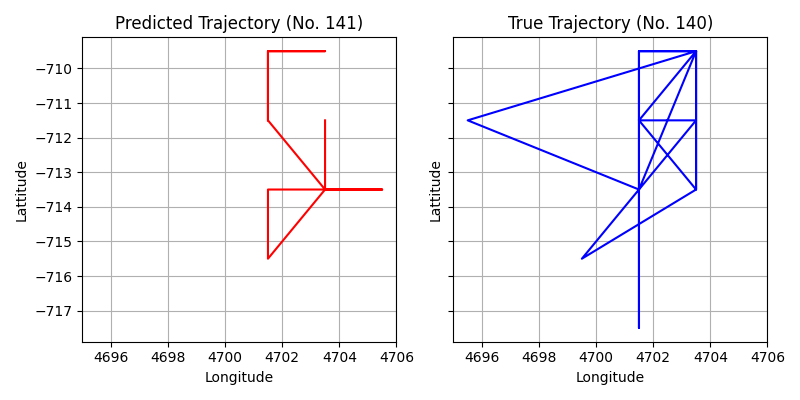 Predicted Trajectory (No. 141)
True Trajectory (No. 140)
Lattitude
−710
−711
−712
−713
−714
−715
−716
−717
4696 4698 4700 4702 4704 4706
Longitude
Lattitude
4696 4698 4700 4702 4704 4706
Longitude